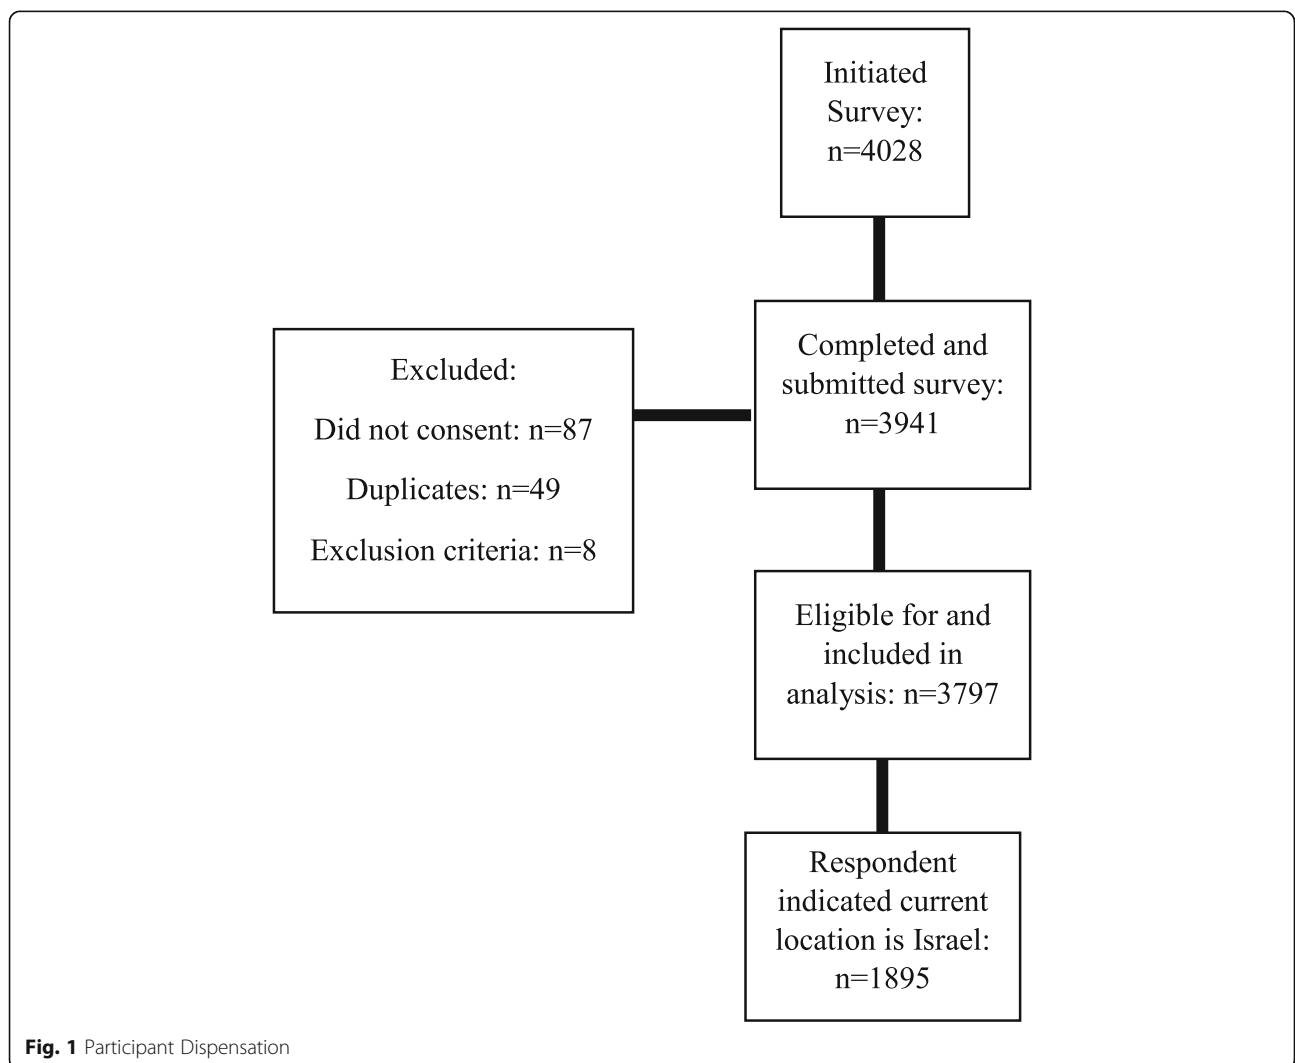 Initiated
Survey:
n=4028
Completed and
submitted survey:
n=3941
Excluded:
Did not consent: n=87
Duplicates: n=49
Exclusion criteria: n=8
Eligible for and
included in
analysis: n=3797
Respondent
indicated current
location is Israel:
n=1895
Fig. 1 Participant Dispensation